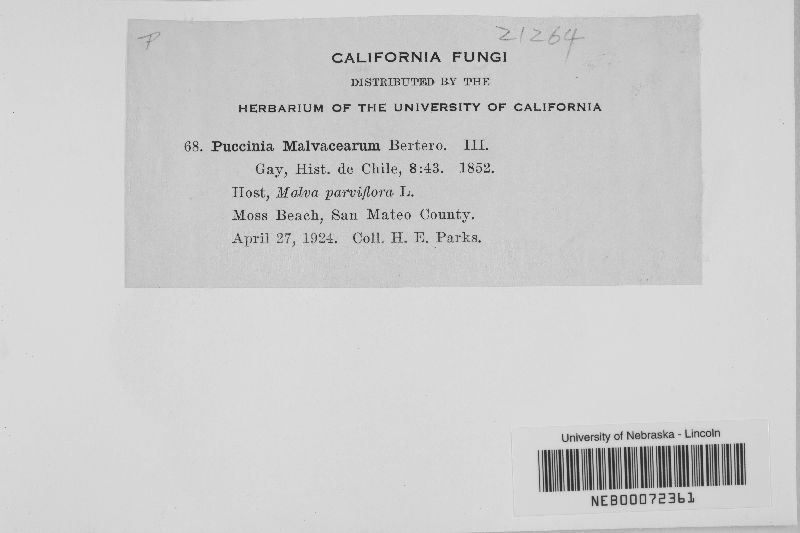 P 21264
CALIFORNIA FUNGI
DISTRIBUTED BY THE
HERBARIUM OF THE UNIVERSITY OF CALIFORNIA
68. Puccinia Malvacearum Bertero. III.
Gay, Hist. de Chile, 8:43. 1852.
Host, Malva parviflora L.
Moss Beach, San Mateo County.
April 27, 1924. Coll. H. E. Parks.
University of Nebraska - Lincoln
NEB00072361